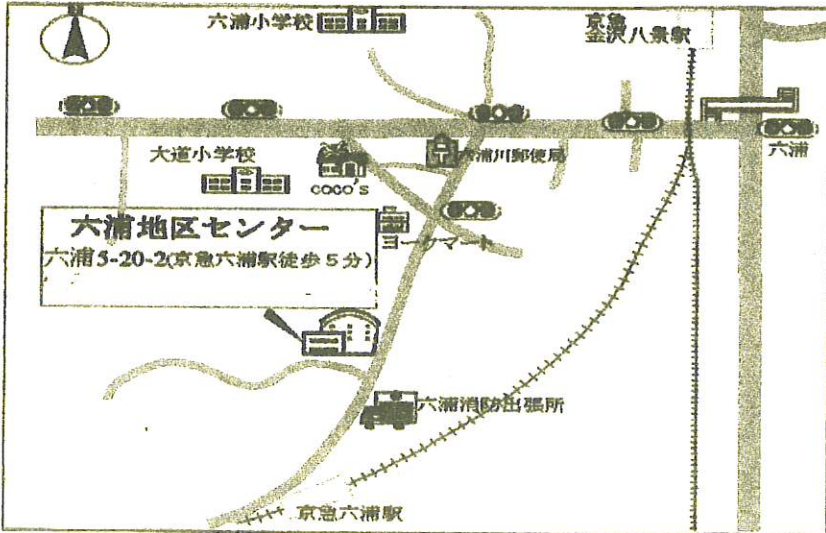 N
六浦小学校
京急
金沢八景駅
六浦
大道小学校
coco's
六浦川郵便局
六浦地区センター
六浦5-20-2(京急六浦駅徒歩5分)
ヨークマート
六浦消防出張所
京急六浦駅